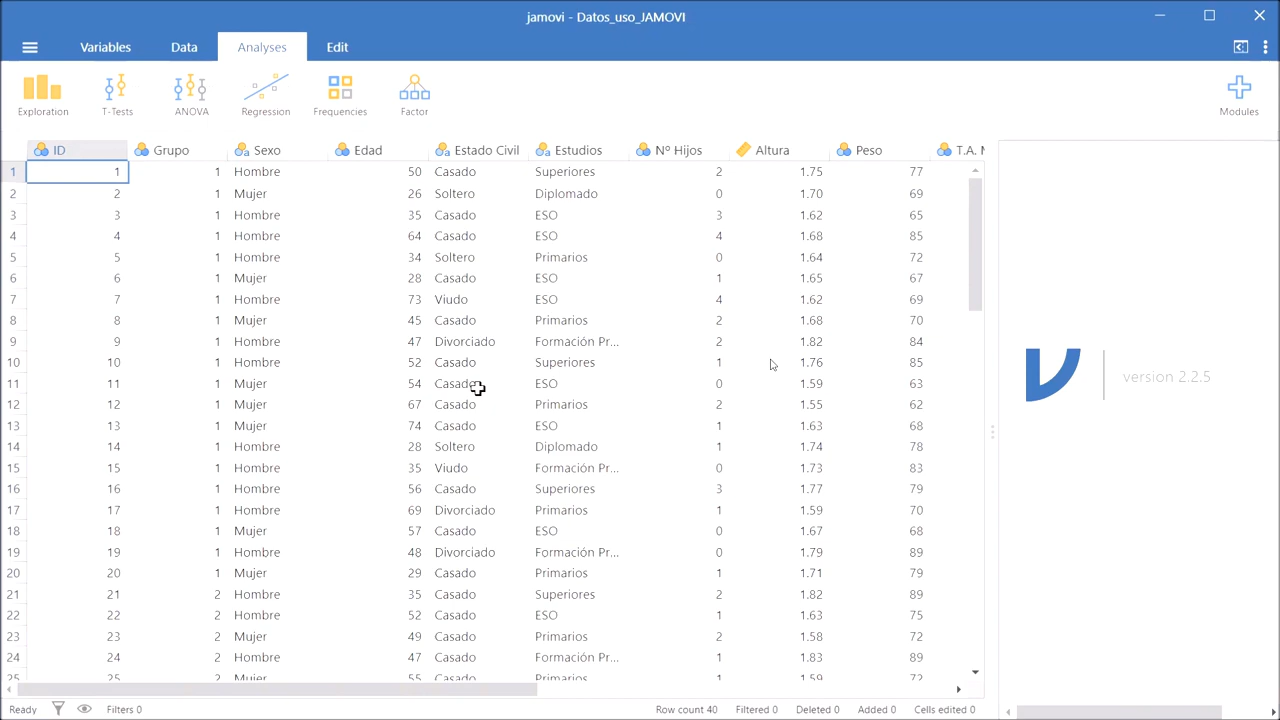 jamovi - Datos_uso_JAMOVI
Variables Data Analyses Edit
Exploration T-Tests ANOVA Regression Frequencies Factor Modules
ID Grupo Sexo Edad Estado Civil Estudios Nº Hijos Altura Peso T.A.
1 1 1 Hombre 50 Casado Superiores 2 1.75 77
2 2 1 Mujer 26 Soltero Diplomado 0 1.70 69
3 3 1 Hombre 35 Casado ESO 3 1.62 65
4 4 1 Hombre 64 Casado ESO 4 1.68 85
5 5 1 Hombre 34 Soltero Primarios 0 1.64 72
6 6 1 Mujer 28 Casado ESO 1 1.65 67
7 7 1 Hombre 73 Viudo ESO 4 1.62 69
8 8 1 Mujer 45 Casado Primarios 2 1.68 70
9 9 1 Hombre 47 Divorciado Formación Pr... 2 1.82 84
10 10 1 Hombre 52 Casado Superiores 1 1.76 85
11 11 1 Mujer 54 Casado ESO 0 1.59 63
12 12 1 Mujer 67 Casado Primarios 2 1.55 62
13 13 1 Mujer 74 Casado ESO 1 1.63 68
14 14 1 Hombre 28 Soltero Diplomado 1 1.74 78
15 15 1 Hombre 35 Viudo Formación Pr... 0 1.73 83
16 16 1 Hombre 56 Casado Superiores 3 1.77 79
17 17 1 Hombre 69 Divorciado Primarios 1 1.59 70
18 18 1 Mujer 57 Casado ESO 1 1.67 68
19 19 1 Hombre 48 Divorciado Formación Pr... 0 1.79 89
20 20 1 Mujer 29 Casado Primarios 1 1.71 79
21 21 2 Hombre 35 Casado Superiores 2 1.82 89
22 22 2 Hombre 52 Casado ESO 1 1.63 75
23 23 2 Mujer 49 Casado Primarios 2 1.58 72
24 24 2 Hombre 47 Casado Formación Pr... 1 1.83 89
25 25 2 Mujer 55 Casado Primarios 1 1.59 72
version 2.2.5
Ready Filters 0 Row count 40 Filtered 0 Deleted 0 Added 0 Cells edited 0